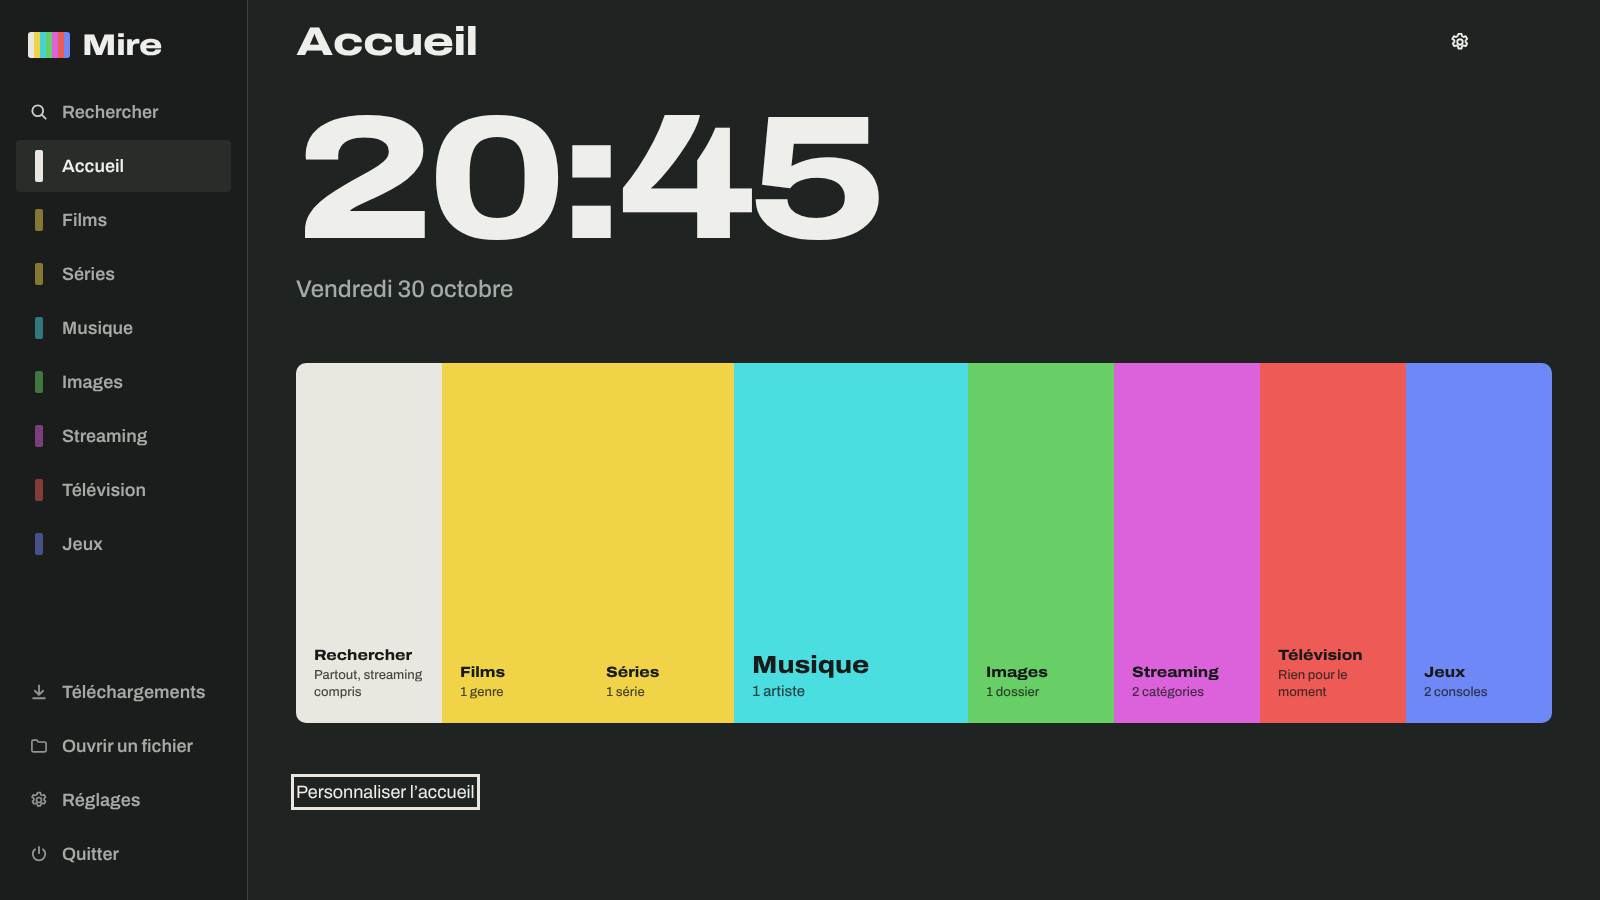 Mire
Rechercher
Accueil
Films
Séries
Musique
Images
Streaming
Télévision
Jeux
Téléchargements
Ouvrir un fichier
Réglages
Quitter
Accueil
20:45
Vendredi 30 octobre
Rechercher
Partout, streaming
compris
Films
1 genre
Séries
1 série
Musique
1 artiste
Images
1 dossier
Streaming
2 catégories
Télévision
Rien pour le
moment
Jeux
2 consoles
Personnaliser l’accueil